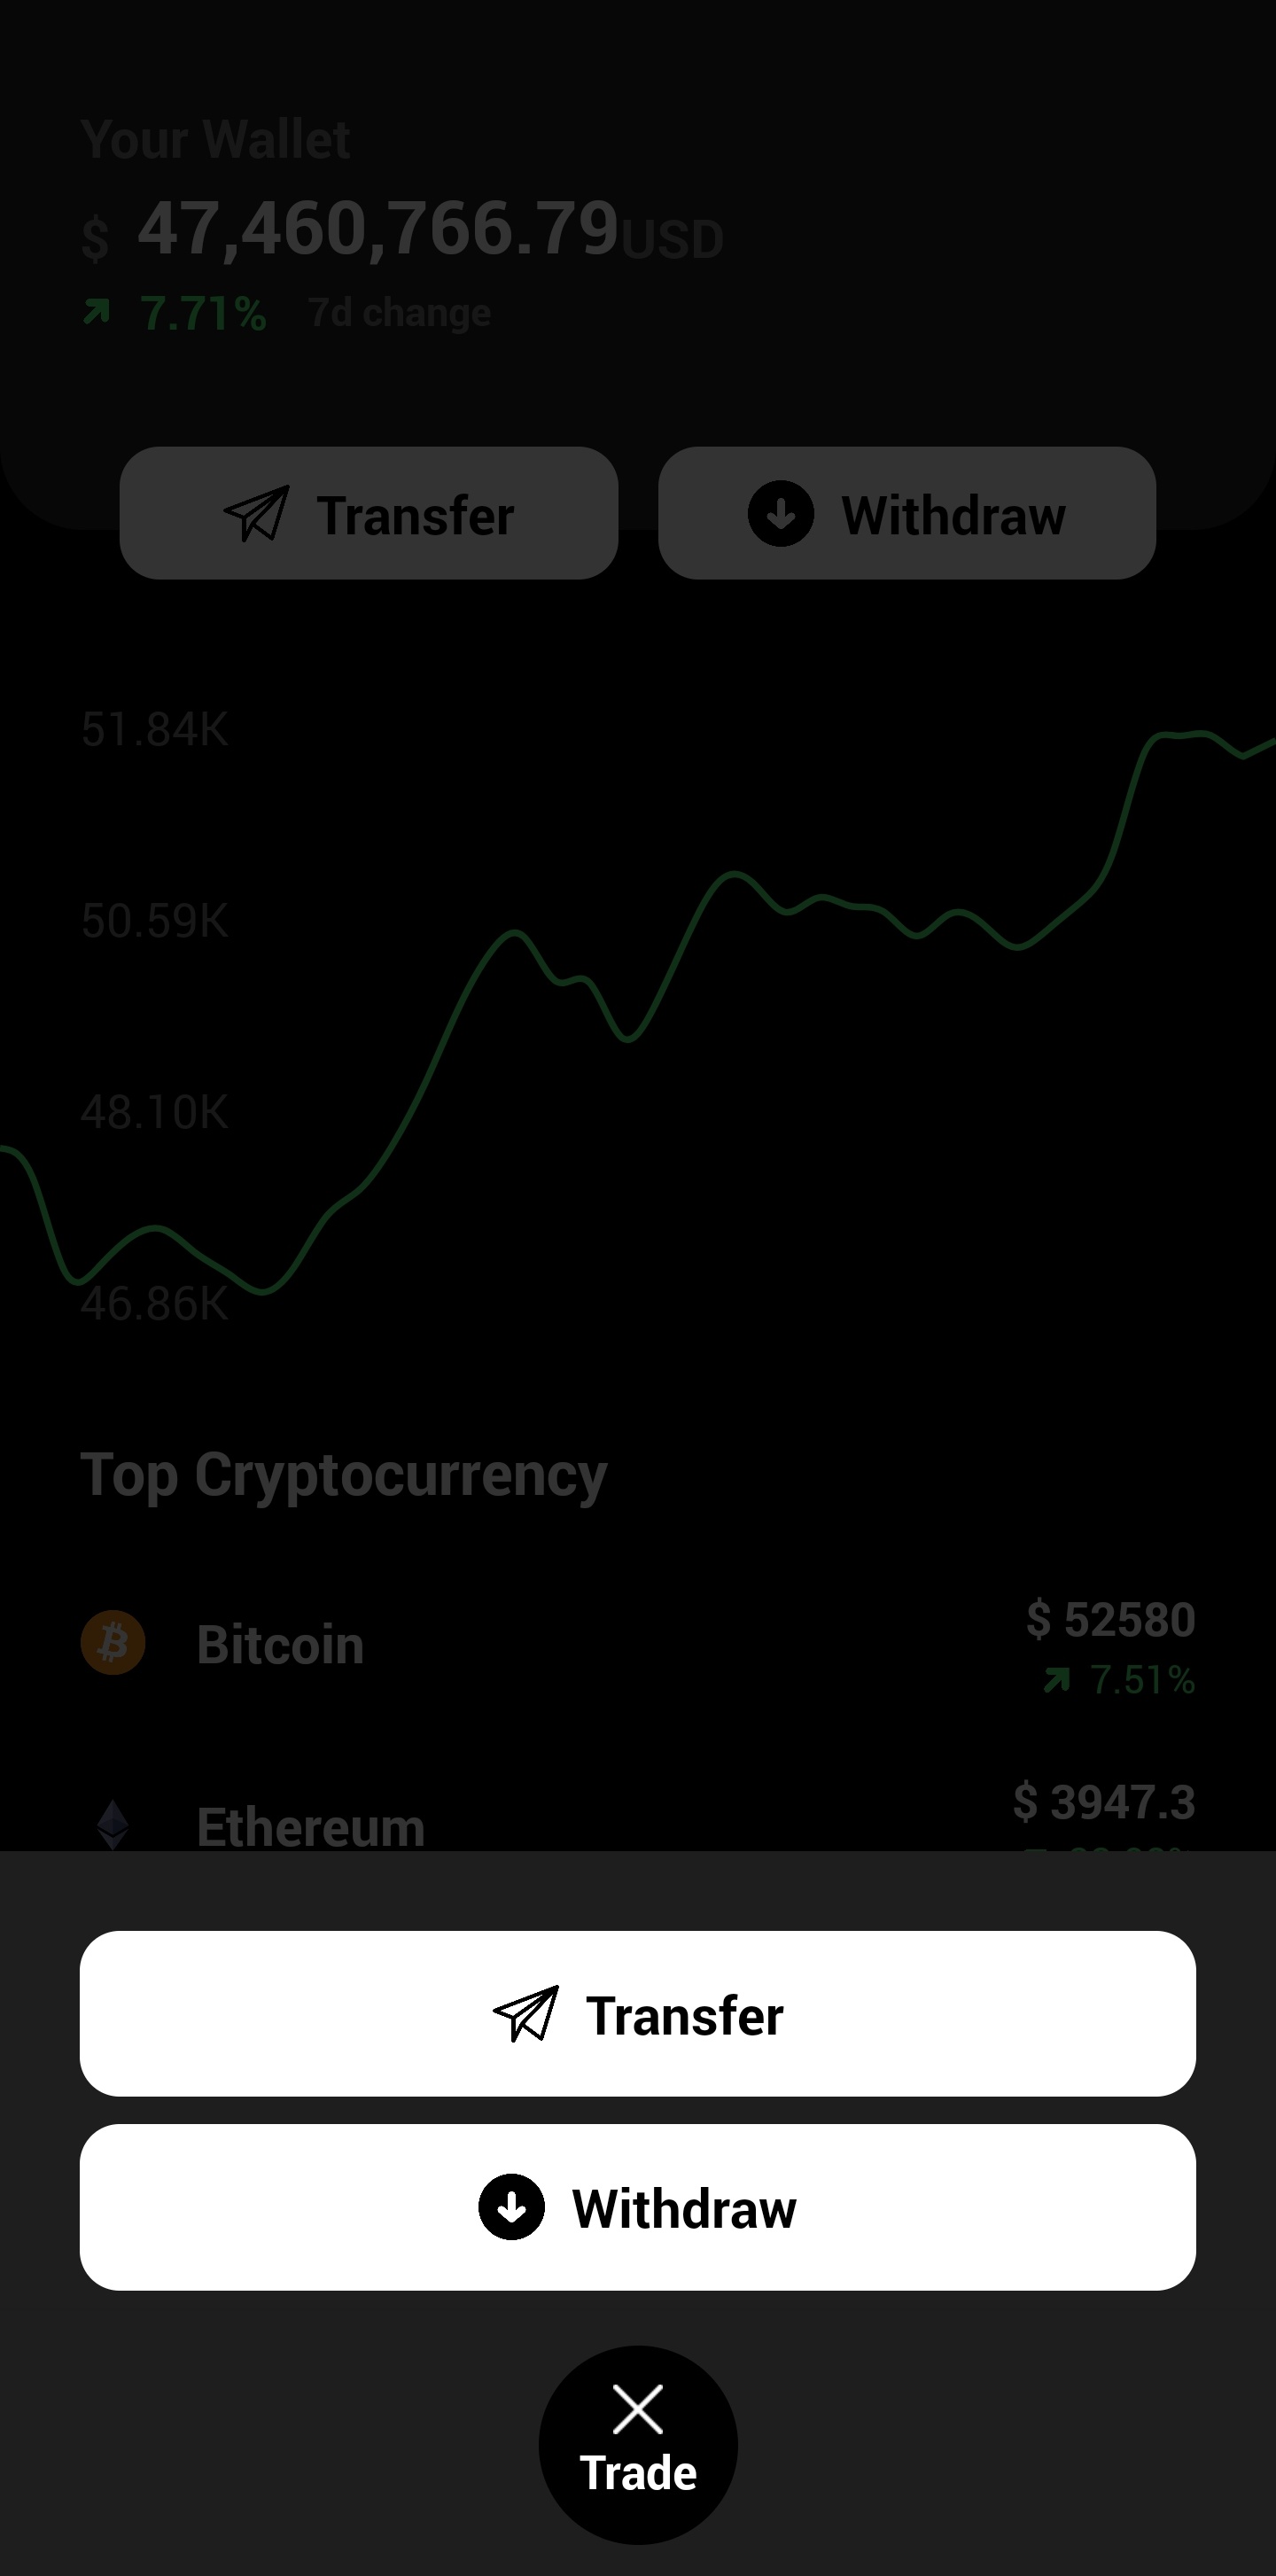 Your Wallet
$ 47,460,766.79USD
7.71% 7d change
Transfer Withdraw
51.84K
50.59K
48.10K
46.86K
Top Cryptocurrency
Bitcoin $ 52580
7.51%
Ethereum $ 3947.3
Transfer
Withdraw
Trade